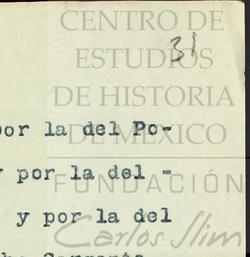 CENTRO DE
ESTUDIOS
31
DE HISTORIA
por la del Po-
DE MÉXICO
y por la del -
FUNDACIÓN
y por la del
Carlos Slim